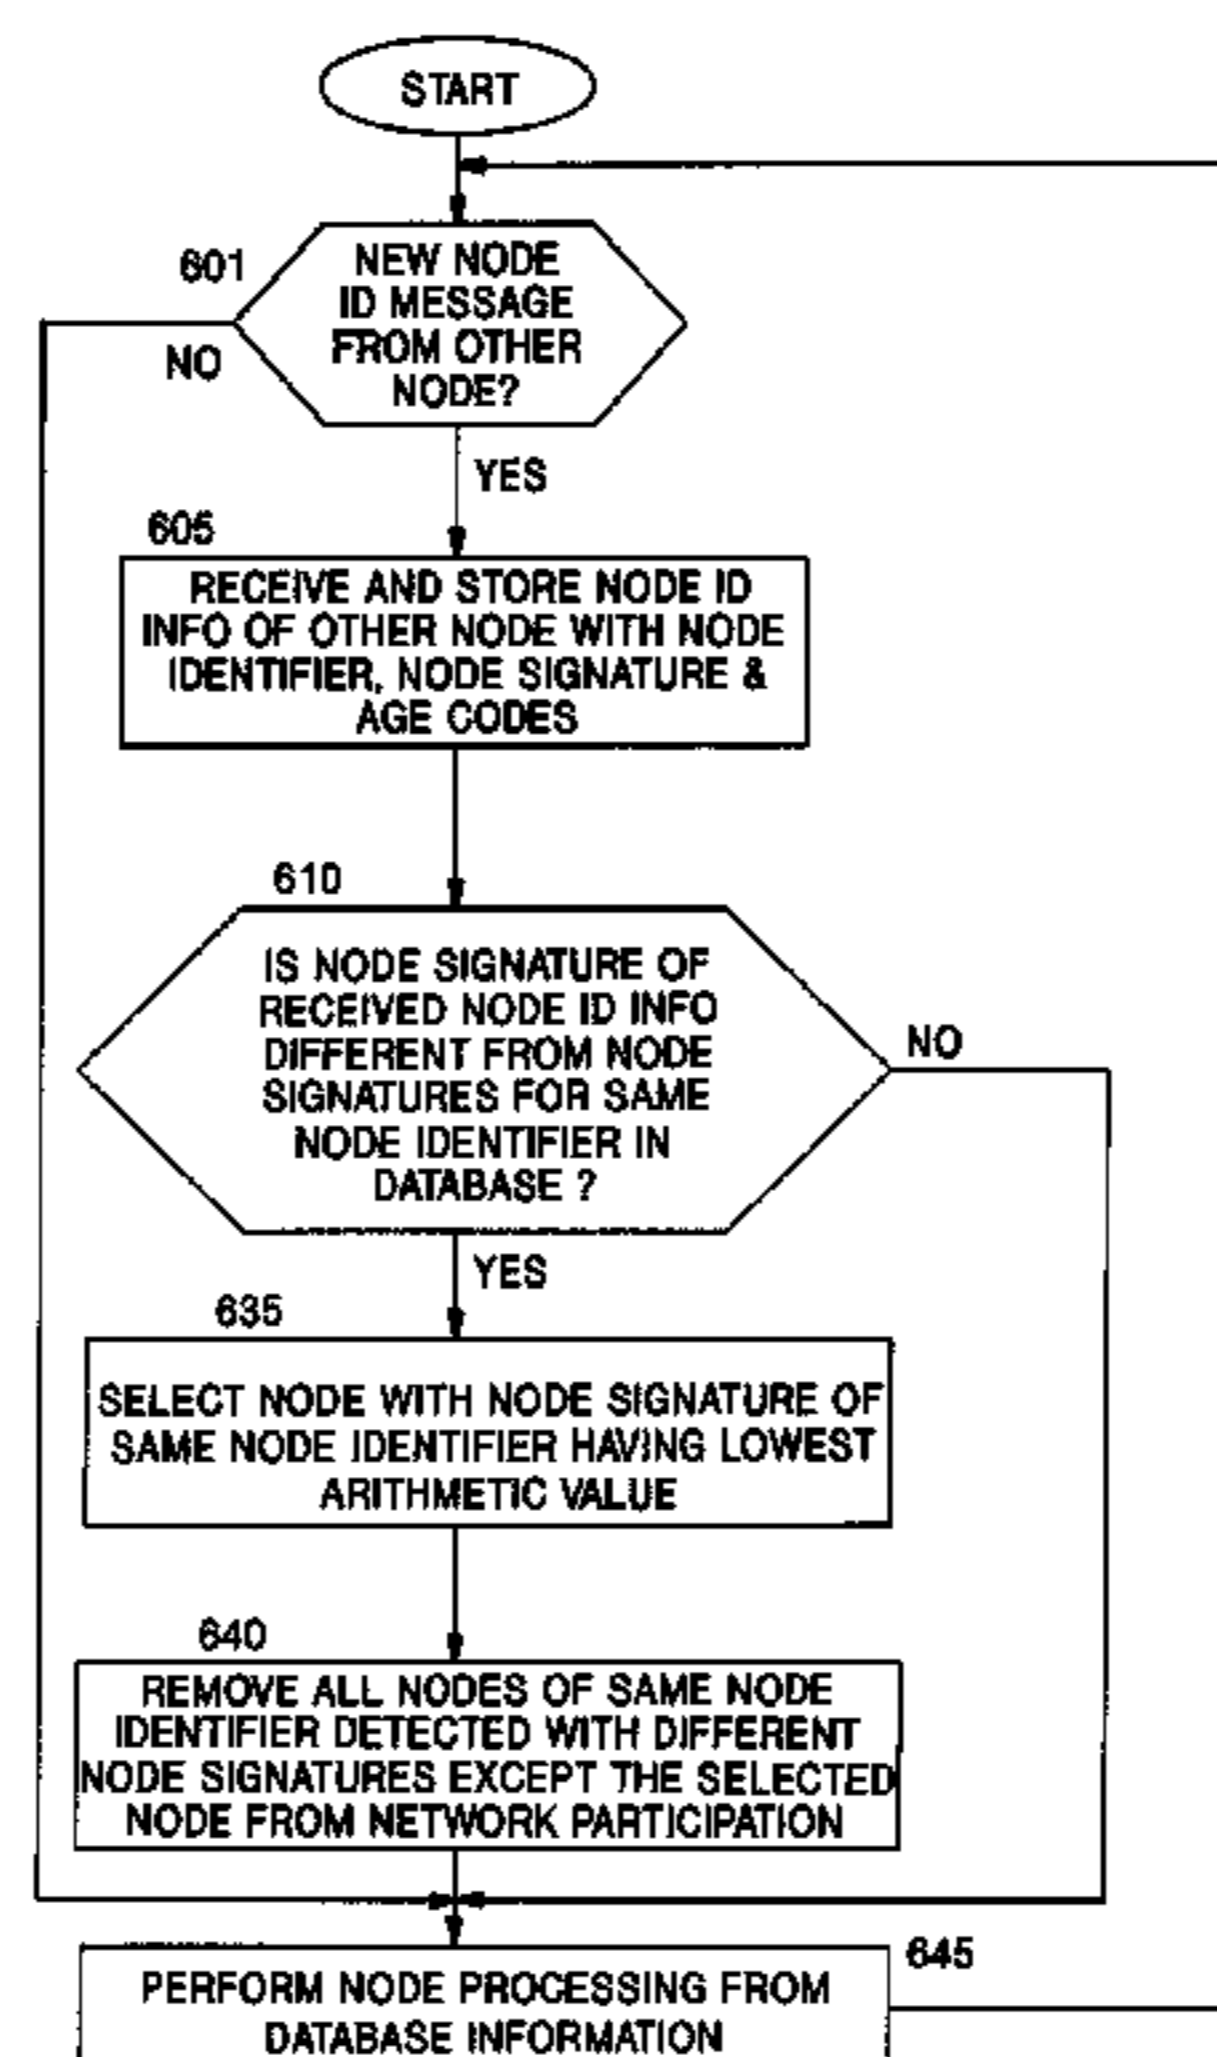 START
601
NEW NODE
ID MESSAGE
FROM OTHER
NODE?
NO
YES
605
RECEIVE AND STORE NODE ID
INFO OF OTHER NODE WITH NODE
IDENTIFIER, NODE SIGNATURE &
AGE CODES
610
IS NODE SIGNATURE OF
RECEIVED NODE ID INFO
DIFFERENT FROM NODE
SIGNATURES FOR SAME
NODE IDENTIFIER IN
DATABASE ?
NO
YES
635
SELECT NODE WITH NODE SIGNATURE OF
SAME NODE IDENTIFIER HAVING LOWEST
ARITHMETIC VALUE
640
REMOVE ALL NODES OF SAME NODE
IDENTIFIER DETECTED WITH DIFFERENT
NODE SIGNATURES EXCEPT THE SELECTED
NODE FROM NETWORK PARTICIPATION
645
PERFORM NODE PROCESSING FROM
DATABASE INFORMATION